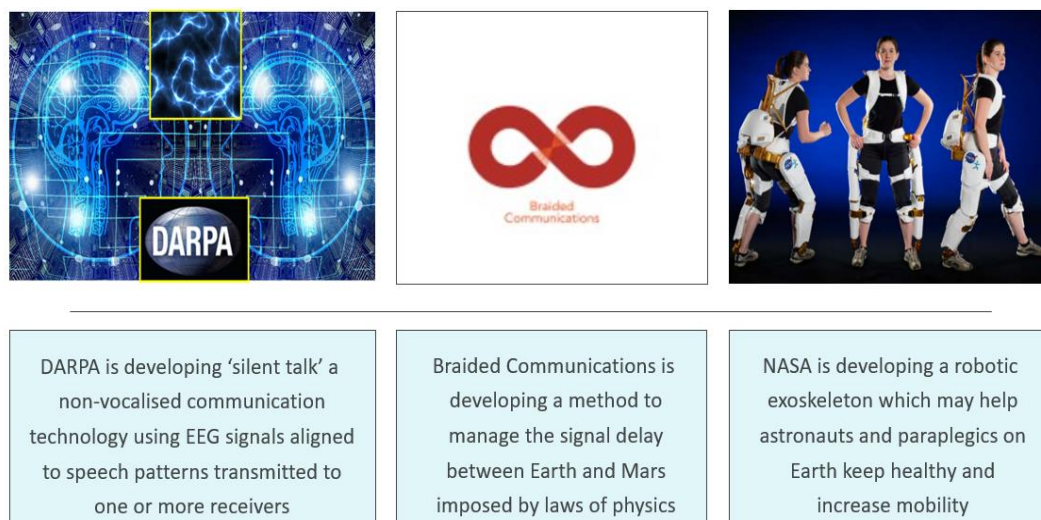 DARPA
Braided
Communications
DARPA is developing ‘silent talk’ a
non-vocalised communication
technology using EEG signals aligned
to speech patterns transmitted to
one or more receivers
Braided Communications is
developing a method to
manage the signal delay
between Earth and Mars
imposed by laws of physics
NASA is developing a robotic
exoskeleton which may help
astronauts and paraplegics on
Earth keep healthy and
increase mobility